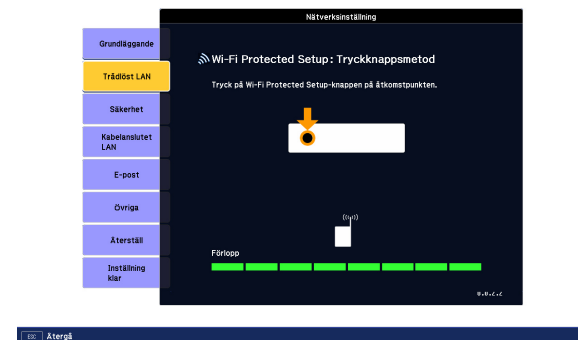 Nätverksinställning
Grundläggande
Trådlöst LAN
Säkerhet
Kabelanslutet
LAN
E-post
Övriga
Återställ
Inställning
klar
Wi-Fi Protected Setup: Tryckknappsmetod
Tryck på Wi-Fi Protected Setup-knappen på åtkomstpunkten.
Förlopp
ESC Återgå